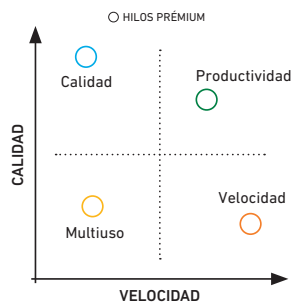 HILOS PRÉMIUM
Calidad
Productividad
CALIDAD
Multiuso
Velocidad
VELOCIDAD